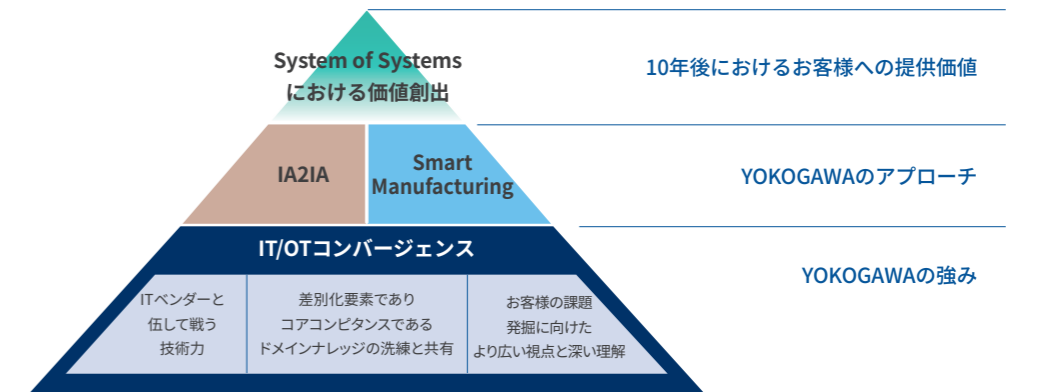 System of Systems
における価値創出
10年後におけるお客様への提供価値
IA2IA
Smart
Manufacturing
YOKOGAWAのアプローチ
IT/OTコンバージェンス
YOKOGAWAの強み
ITベンダーと
伍して戦う
技術力
差別化要素であり
コアコンピタンスである
ドメインナレッジの洗練と共有
お客様の課題
発掘に向けた
より広い視点と深い理解